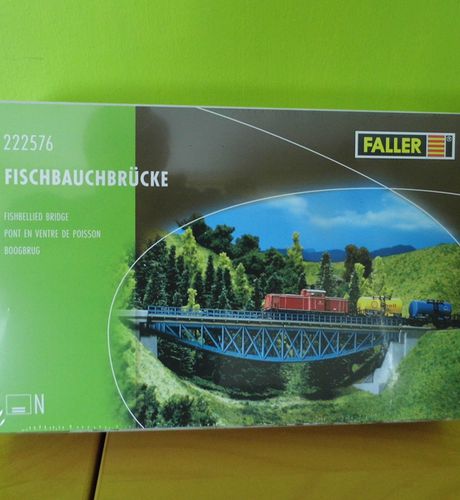 222576
FALLER
FISCHBAUCHBRÜCKE
FISHBELLIED BRIDGE
PONT EN VENTRE DE POISSON
BOOGBRUG
N